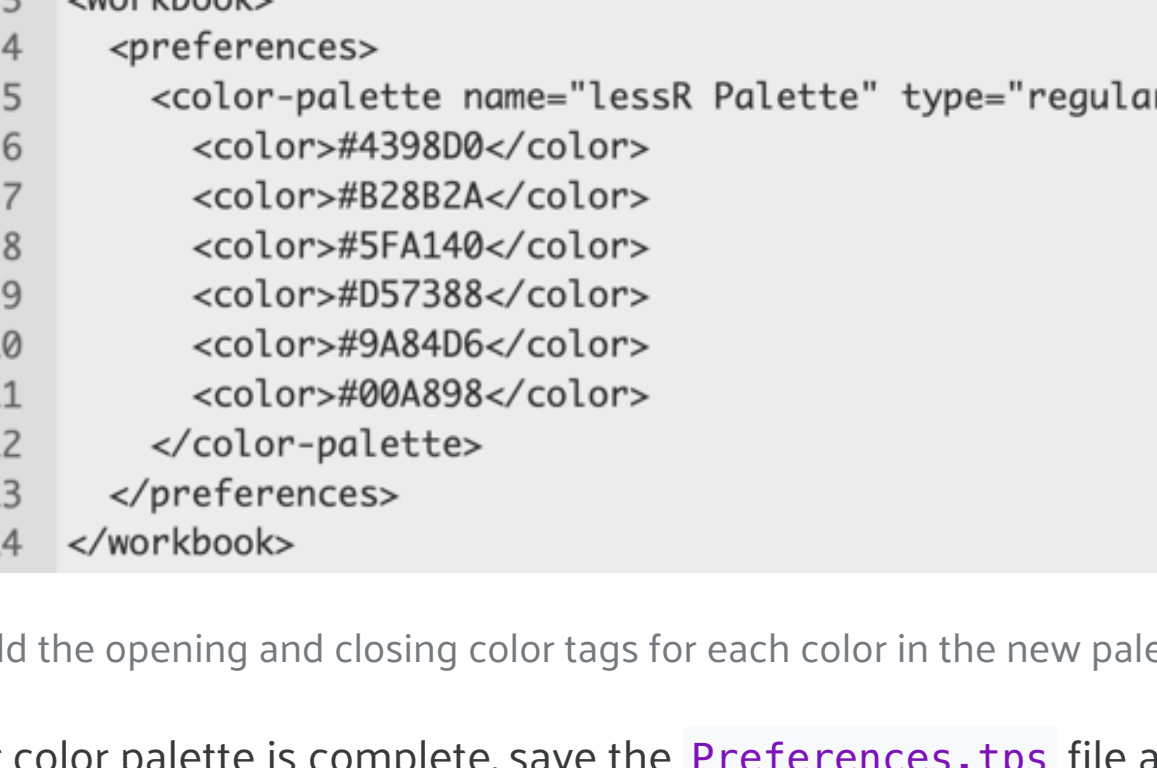 3 <workbook>
4   <preferences>
5     <color-palette name="lessR Palette" type="regular
6       <color>#4398D0</color>
7       <color>#B28B2A</color>
8       <color>#5FA140</color>
9       <color>#D57388</color>
0       <color>#9A84D6</color>
1       <color>#00A898</color>
2     </color-palette>
3   </preferences>
4 </workbook>
ld the opening and closing color tags for each color in the new pale
r color palette is complete, save the Preferences.tps file a